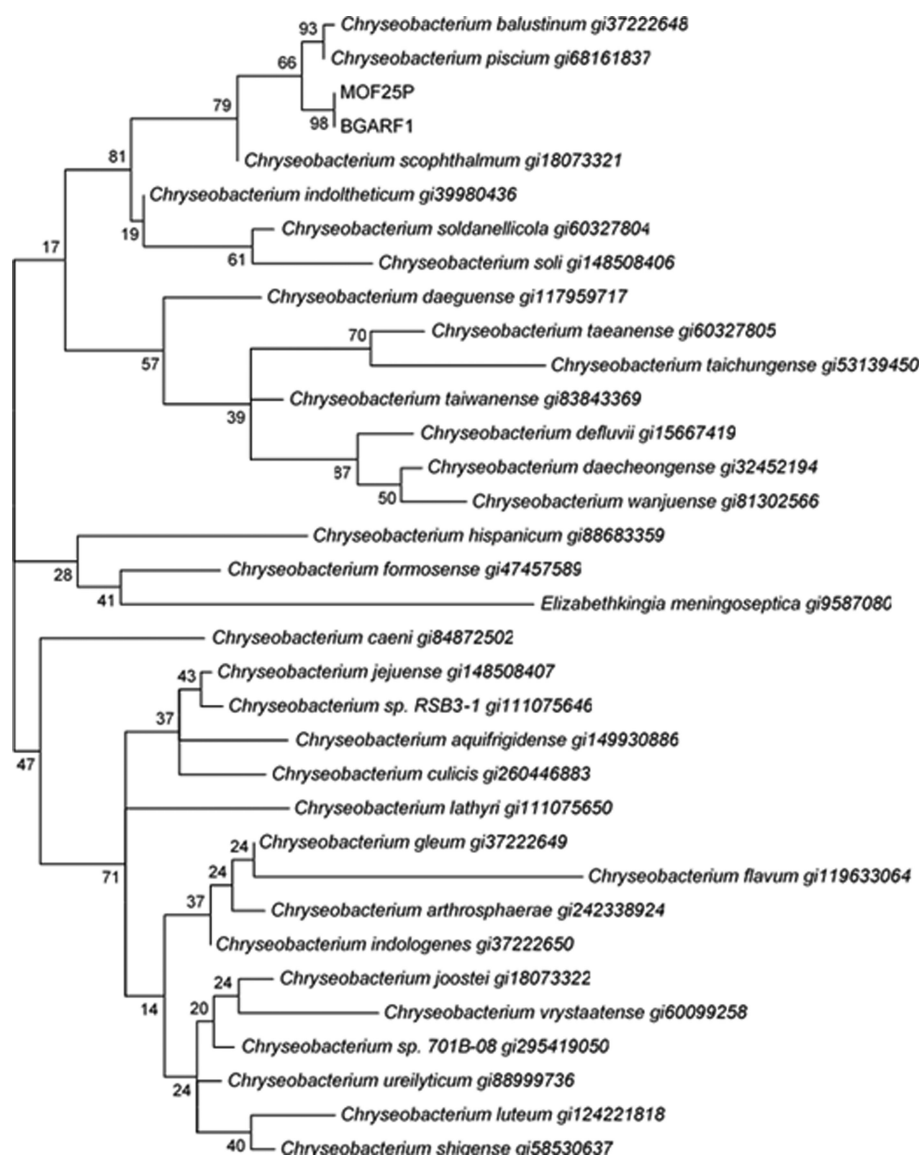 93
Chryseobacterium balustinum gi37222648
Chryseobacterium piscium gi68161837
66
MOF25P
79
98 BGARF1
81
Chryseobacterium scophthalmum gi18073321
Chryseobacterium indoltheticum gi39980436
19
Chryseobacterium soldanellicola gi60327804
17
61
Chryseobacterium soli gi148508406
Chryseobacterium daeguense gi117959717
70
Chryseobacterium taeanense gi60327805
57
Chryseobacterium taichungense gi53139450
39
Chryseobacterium taiwanense gi83843369
Chryseobacterium defluvii gi15667419
87
Chryseobacterium daecheongense gi32452194
50
Chryseobacterium wanjuense gi81302566
Chryseobacterium hispanicum gi88683359
28
Chryseobacterium formosense gi47457589
41
Elizabethkingia meningoseptica gi9587080
Chryseobacterium caeni gi84872502
43
Chryseobacterium jejuense gi148508407
Chryseobacterium sp. RSB3-1 gi111075646
37
Chryseobacterium aquifrigidense gi149930886
47
Chryseobacterium culicis gi260446883
Chryseobacterium lathyri gi111075650
24
Chryseobacterium gleum gi37222649
71
24
Chryseobacterium flavum gi119633064
37
Chryseobacterium arthrosphaerae gi242338924
Chryseobacterium indologenes gi37222650
24
Chryseobacterium joostei gi18073322
14
20
Chryseobacterium vrystaatense gi60099258
Chryseobacterium sp. 701B-08 gi295419050
24
Chryseobacterium ureilyticum gi88999736
Chryseobacterium luteum gi124221818
40
Chryseobacterium shigense gi58530637